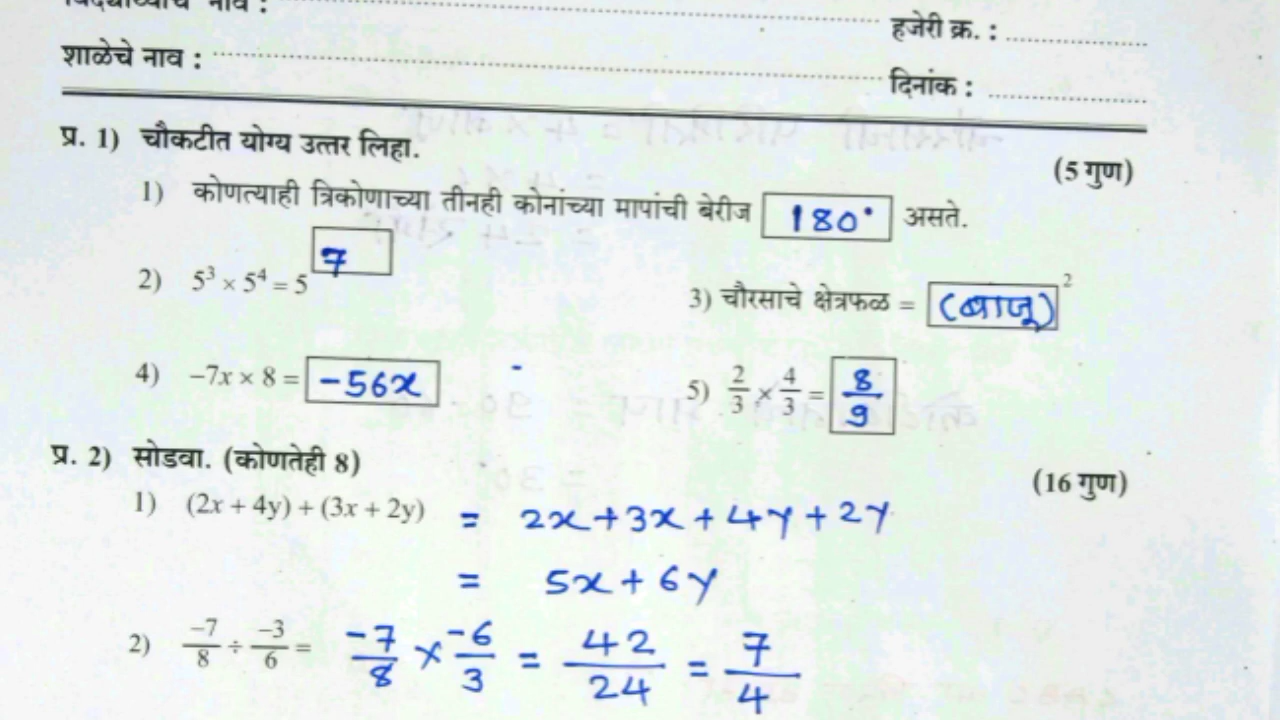 विद्यार्थ्याचे नाव : ........ हजेरी क्र. : ........
शाळेचे नाव : ........ दिनांक : ........
प्र. 1) चौकटीत योग्य उत्तर लिहा. (5 गुण)
1) कोणत्याही त्रिकोणाच्या तीनही कोनांच्या मापांची बेरीज 180° असते.
2) 5³ × 5⁴ = 5⁷
3) चौरसाचे क्षेत्रफळ = (बाजू)²
4) −7x × 8 = -56x
5) 2/3 × 4/3 = 8/9
प्र. 2) सोडवा. (कोणतेही 8) (16 गुण)
1) (2x + 4y) + (3x + 2y) = 2x+3x+4y+2y
= 5x+6y
2) −7/8 ÷ −3/6 = -7/8 × -6/3 = 42/24 = 7/4